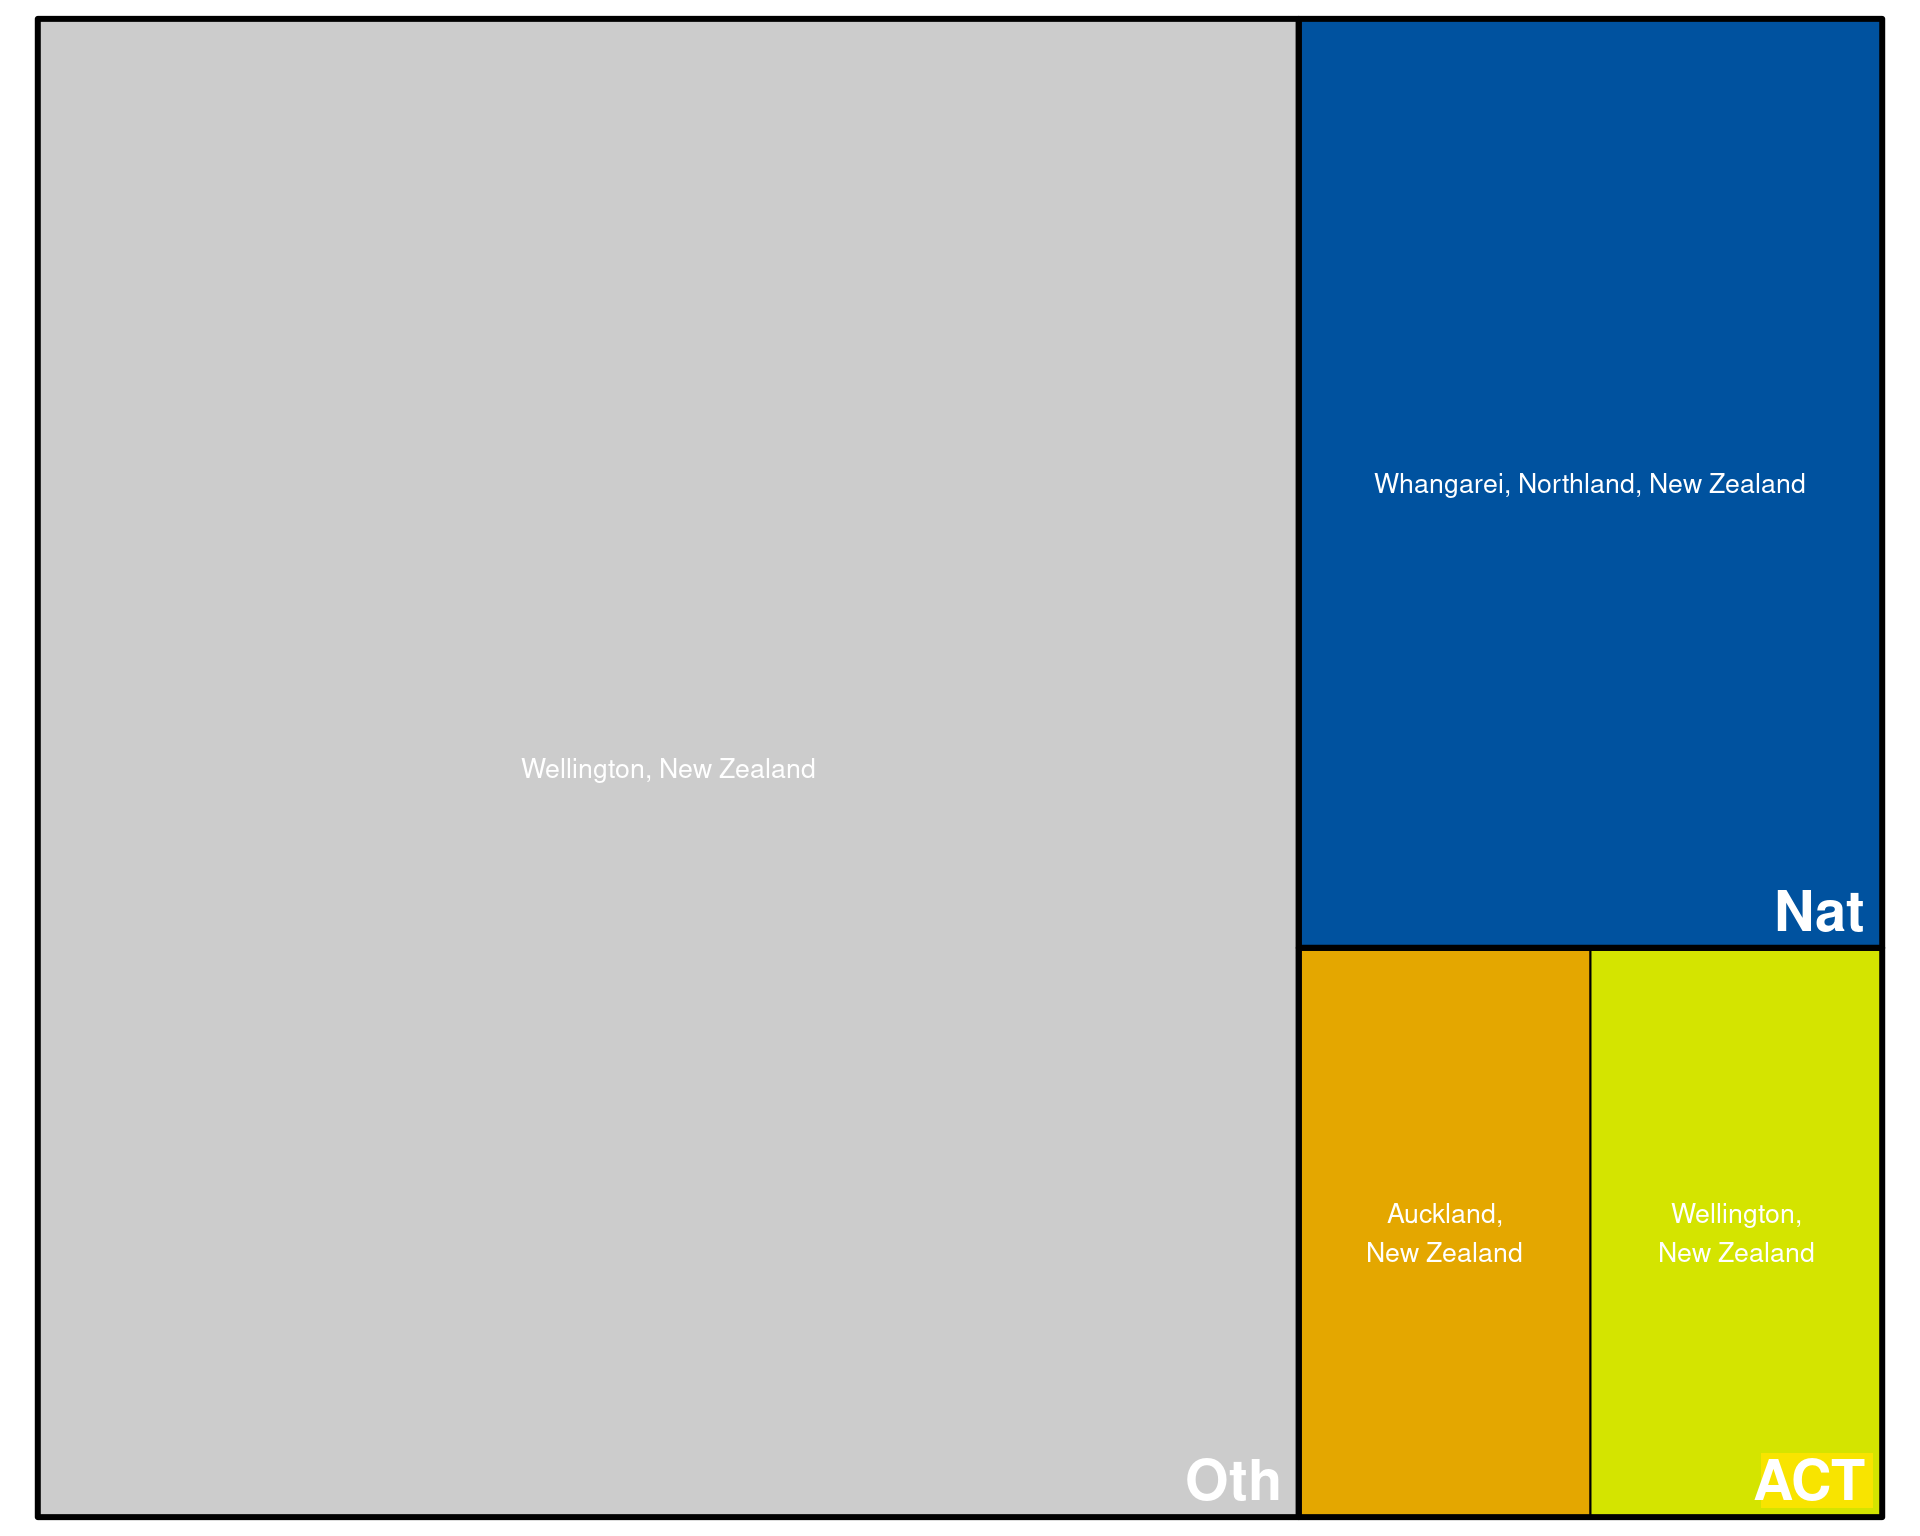 Wellington, New Zealand
Oth
Whangarei, Northland, New Zealand
Nat
Auckland,
New Zealand
Wellington,
New Zealand
ACT